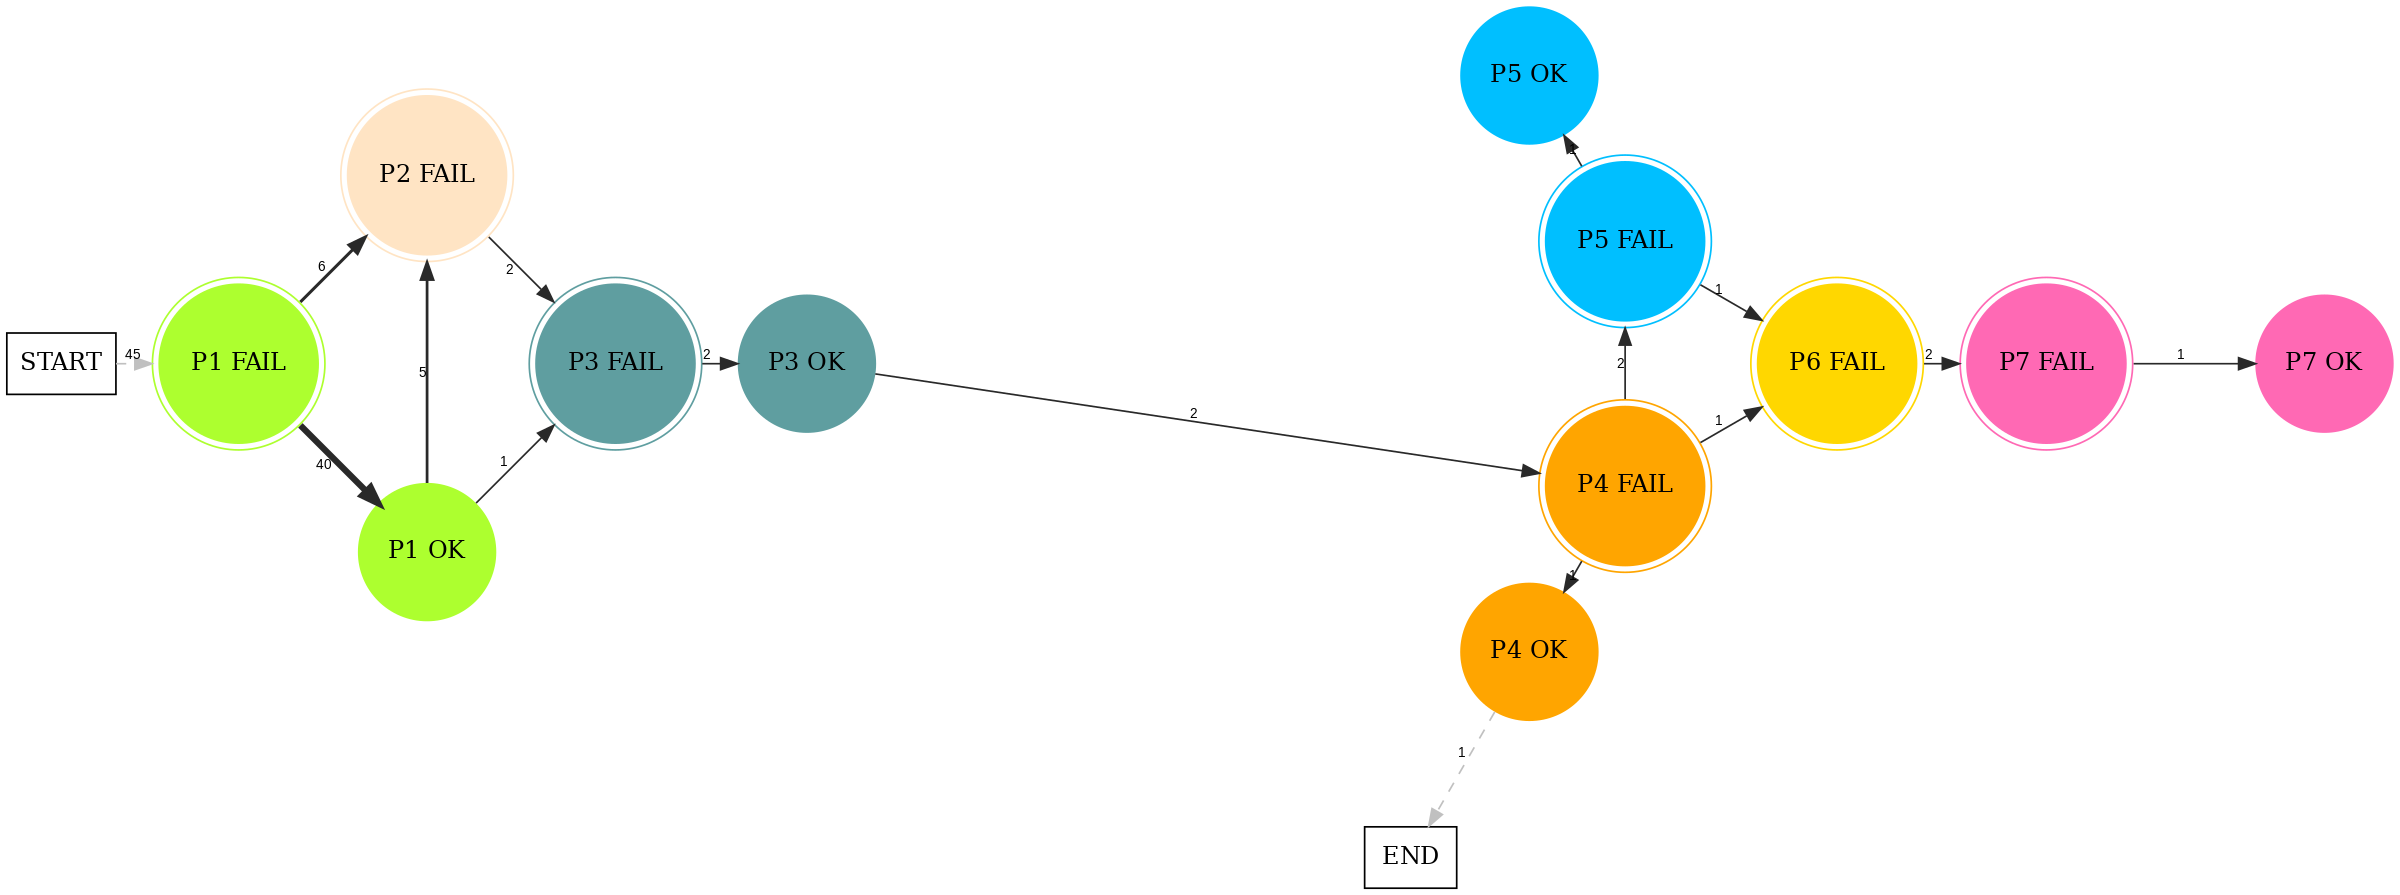 P5 OK
1
P2 FAIL
P5 FAIL
6
2
1
START
45
P1 FAIL
5
P3 FAIL
2
P3 OK
2
P6 FAIL
2
P7 FAIL
1
P7 OK
40
1
2
1
P4 FAIL
P1 OK
1
P4 OK
1
END